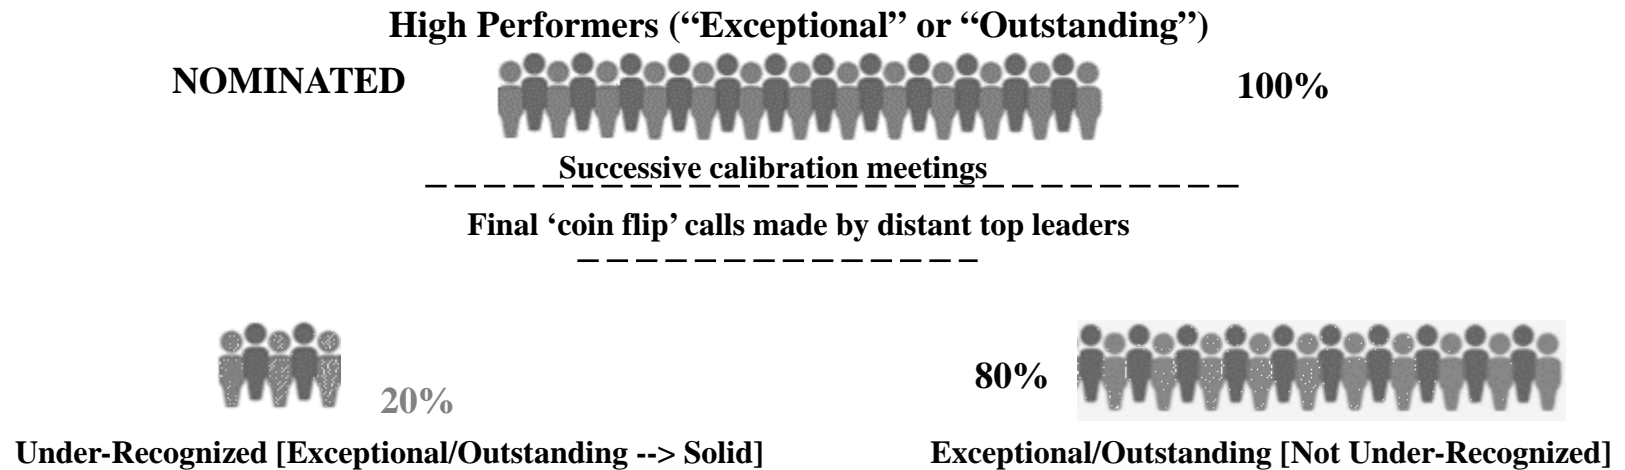 High Performers (“Exceptional” or “Outstanding”)
NOMINATED
100%
Successive calibration meetings
Final ‘coin flip’ calls made by distant top leaders
20%
80%
Under-Recognized [Exceptional/Outstanding --> Solid]
Exceptional/Outstanding [Not Under-Recognized]